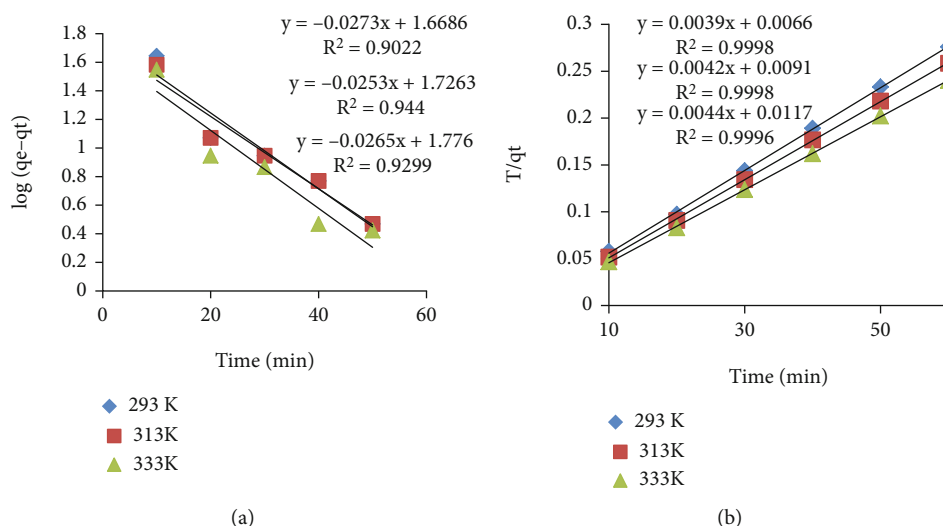 y = –0.0273x + 1.6686
R² = 0.9022
y = –0.0253x + 1.7263
R² = 0.944
y = –0.0265x + 1.776
R² = 0.9299
1.8
1.6
1.4
1.2
1
0.8
0.6
0.4
0.2
0
log (qe–qt)
0
20
40
60
Time (min)
293 K
313K
333K
(a)
y = 0.0039x + 0.0066
R² = 0.9998
y = 0.0042x + 0.0091
R² = 0.9998
y = 0.0044x + 0.0117
R² = 0.9996
0.3
0.25
0.2
0.15
0.1
0.05
0
T/qt
10
30
50
Time (min)
293 K
313K
333K
(b)